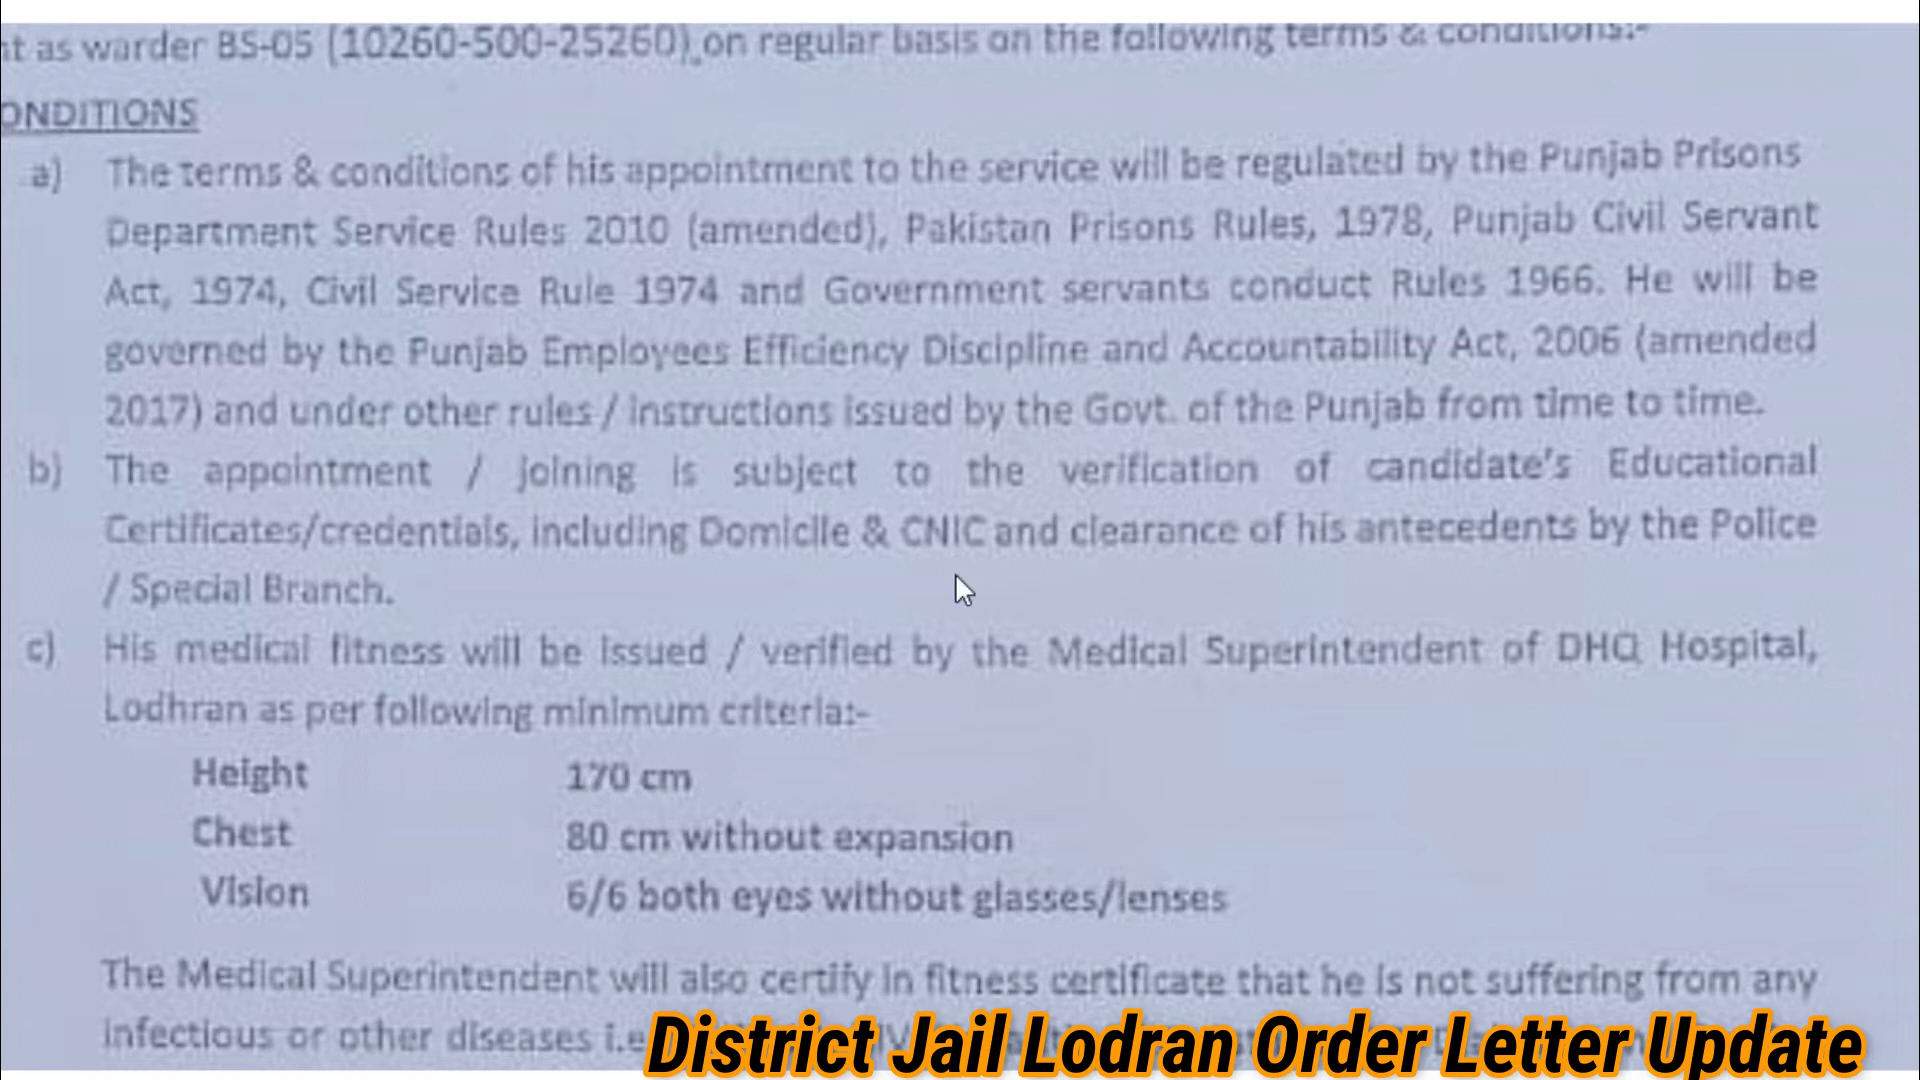 nt as warder BS-05 (10260-500-25260) on regular basis on the following terms & conditions:-
ONDITIONS
a) The terms & conditions of his appointment to the service will be regulated by the Punjab Prisons
Department Service Rules 2010 (amended), Pakistan Prisons Rules, 1978, Punjab Civil Servant
Act, 1974, Civil Service Rule 1974 and Government servants conduct Rules 1966. He will be
governed by the Punjab Employees Efficiency Discipline and Accountability Act, 2006 (amended
2017) and under other rules / instructions issued by the Govt. of the Punjab from time to time.
b) The appointment / joining is subject to the verification of candidate's Educational
Certificates/credentials, including Domicile & CNIC and clearance of his antecedents by the Police
/ Special Branch.
c) His medical fitness will be issued / verified by the Medical Superintendent of DHQ Hospital,
Lodhran as per following minimum criteria:-
Height 170 cm
Chest 80 cm without expansion
Vision 6/6 both eyes without glasses/lenses
The Medical Superintendent will also certify in fitness certificate that he is not suffering from any
infectious or other diseases i.e
District Jail Lodran Order Letter Update